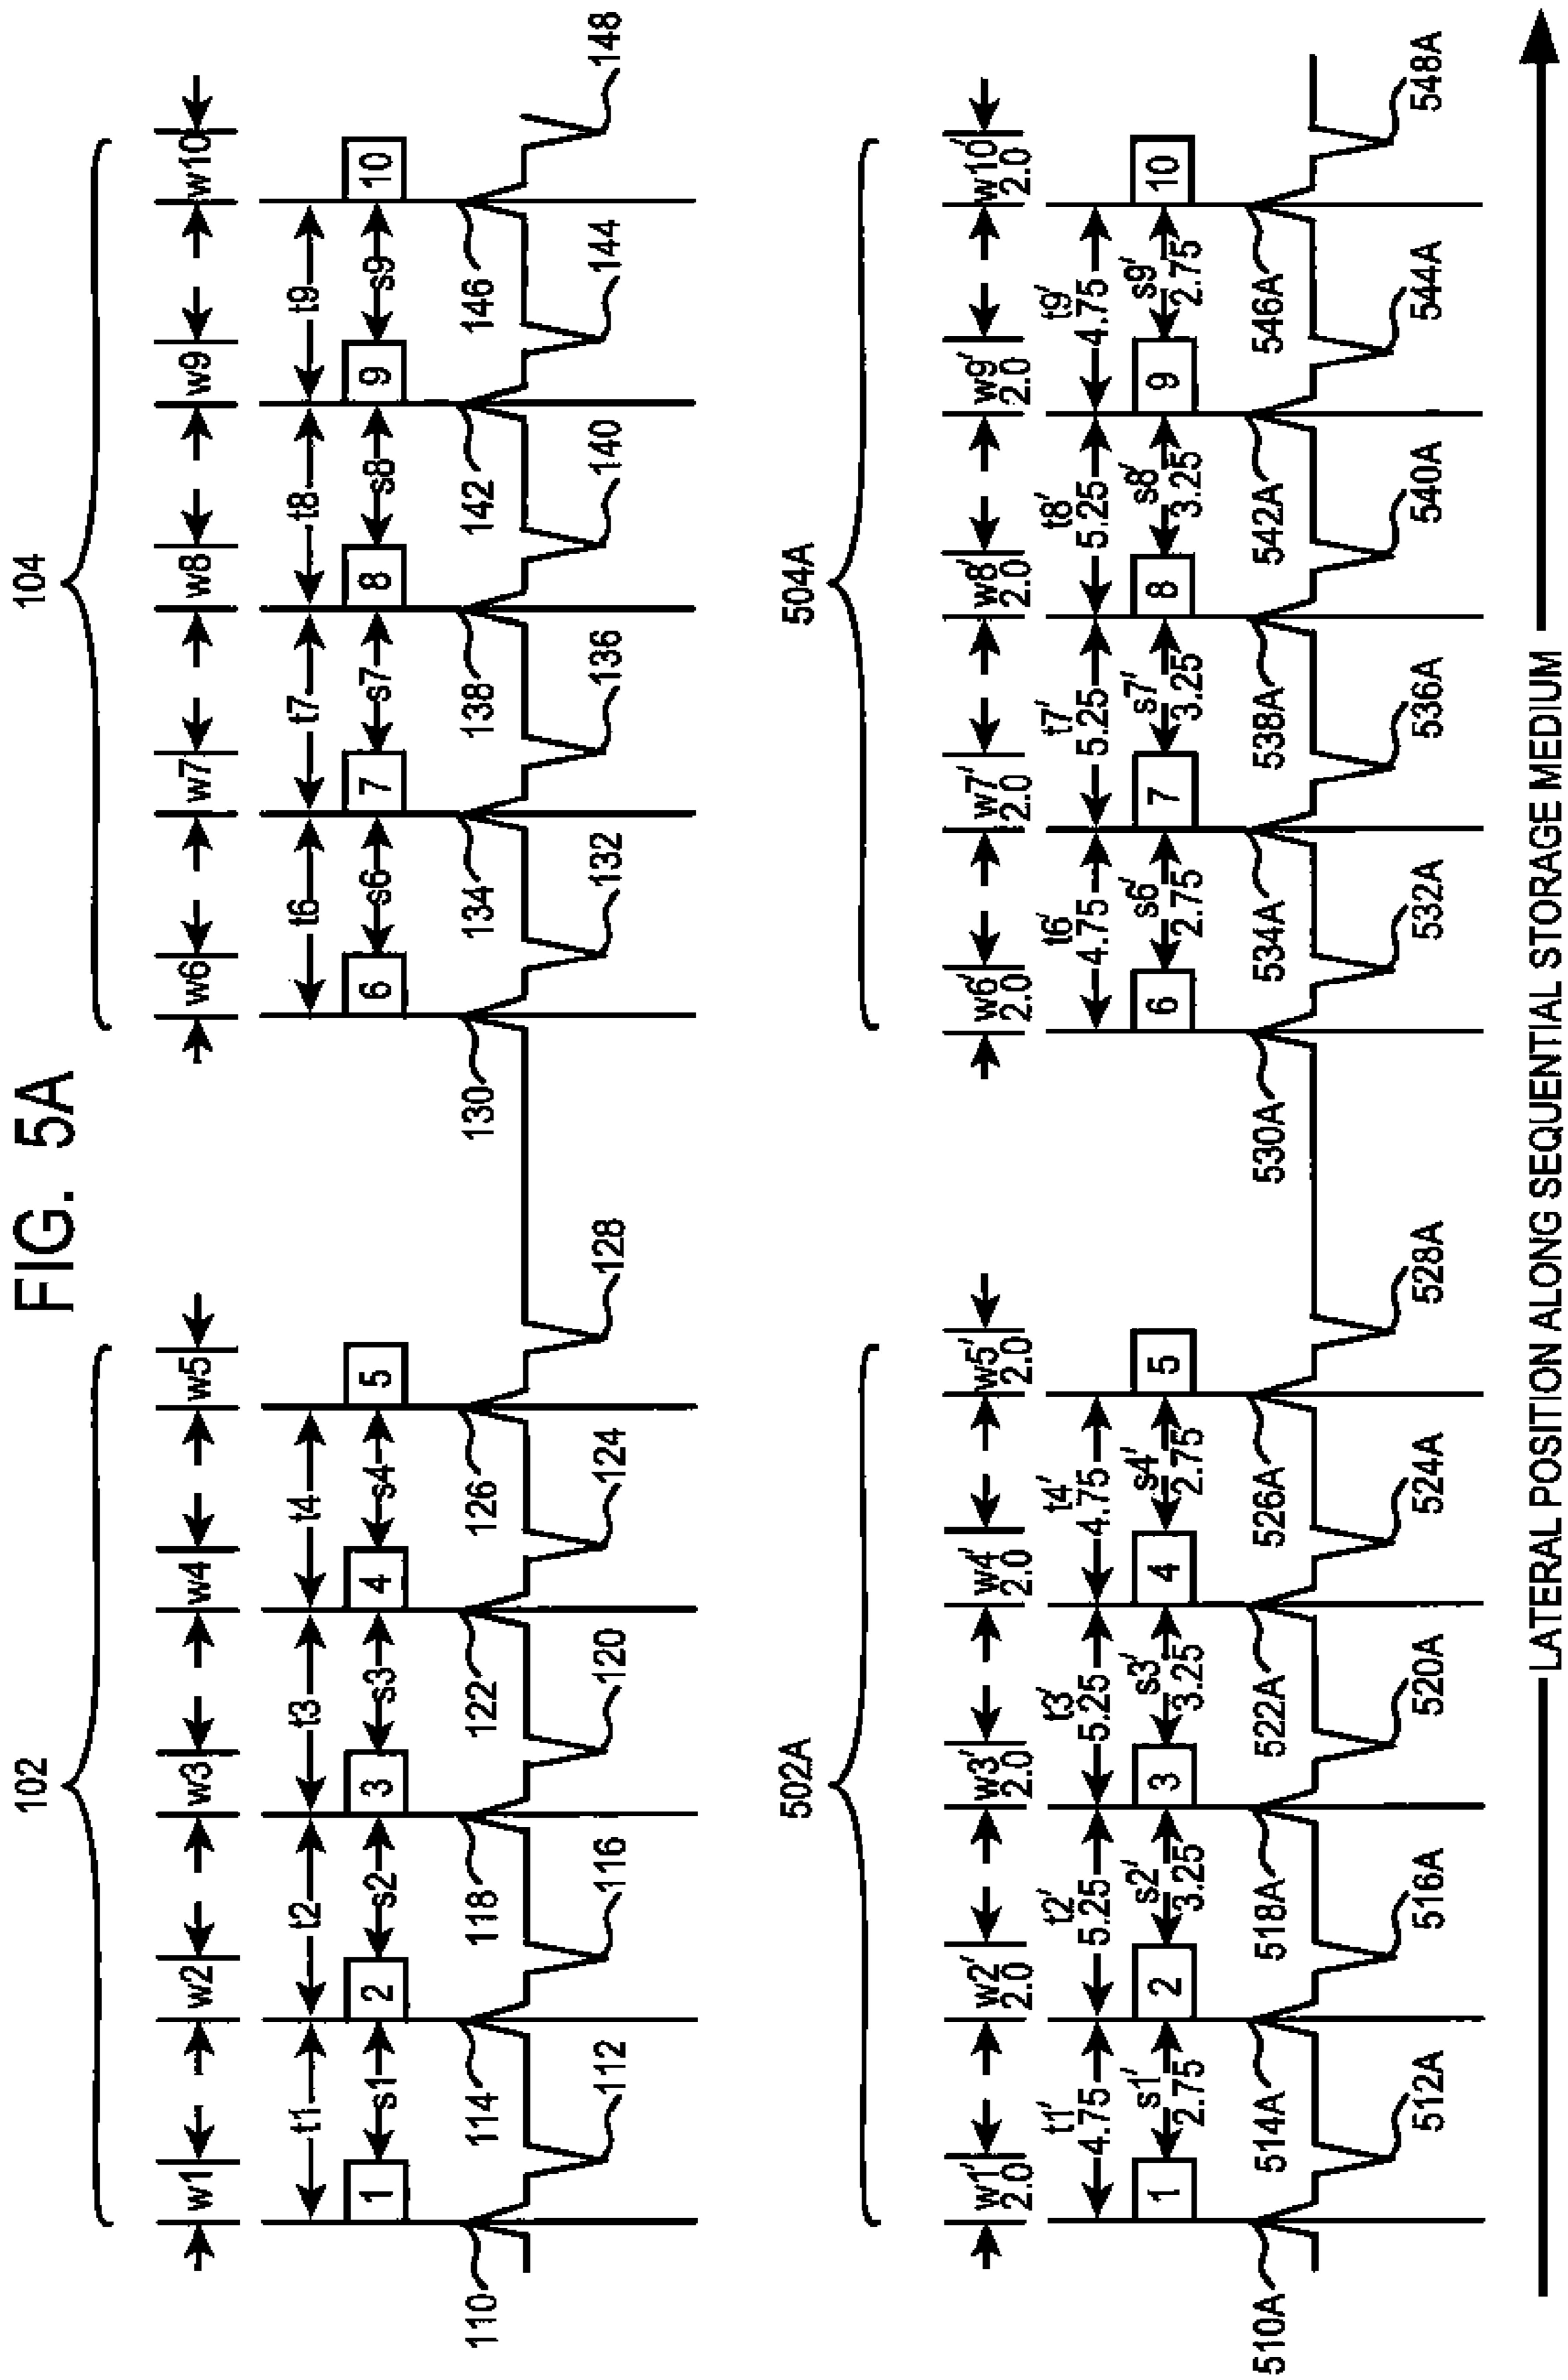 FIG. 5A
102 104
w1 w2 w3 w4 w5 w6 w7 w8 w9 w10
t1 t2 t3 t4 t6 t7 t8 t9
1 s1 2 s2 3 s3 4 s4 5 6 s6 7 s7 8 s8 9 s9 10
110 114 118 122 126 130 134 138 142 146
112 116 120 124 128 132 136 140 144 148
502A 504A
w1′ w2′ w3′ w4′ w5′ w6′ w7′ w8′ w9′ w10′
2.0 2.0 2.0 2.0 2.0 2.0 2.0 2.0 2.0 2.0
t1′ t2′ t3′ t4′ t6′ t7′ t8′ t9′
4.75 5.25 5.25 4.75 4.75 5.25 5.25 4.75
s1′ s2′ s3′ s4′ s6′ s7′ s8′ s9′
1 2 3 4 5 6 7 8 9 10
2.75 3.25 3.25 2.75 2.75 3.25 3.25 2.75
510A 514A 518A 522A 526A 530A 534A 538A 542A 546A
512A 516A 520A 524A 528A 532A 536A 540A 544A 548A
LATERAL POSITION ALONG SEQUENTIAL STORAGE MEDIUM